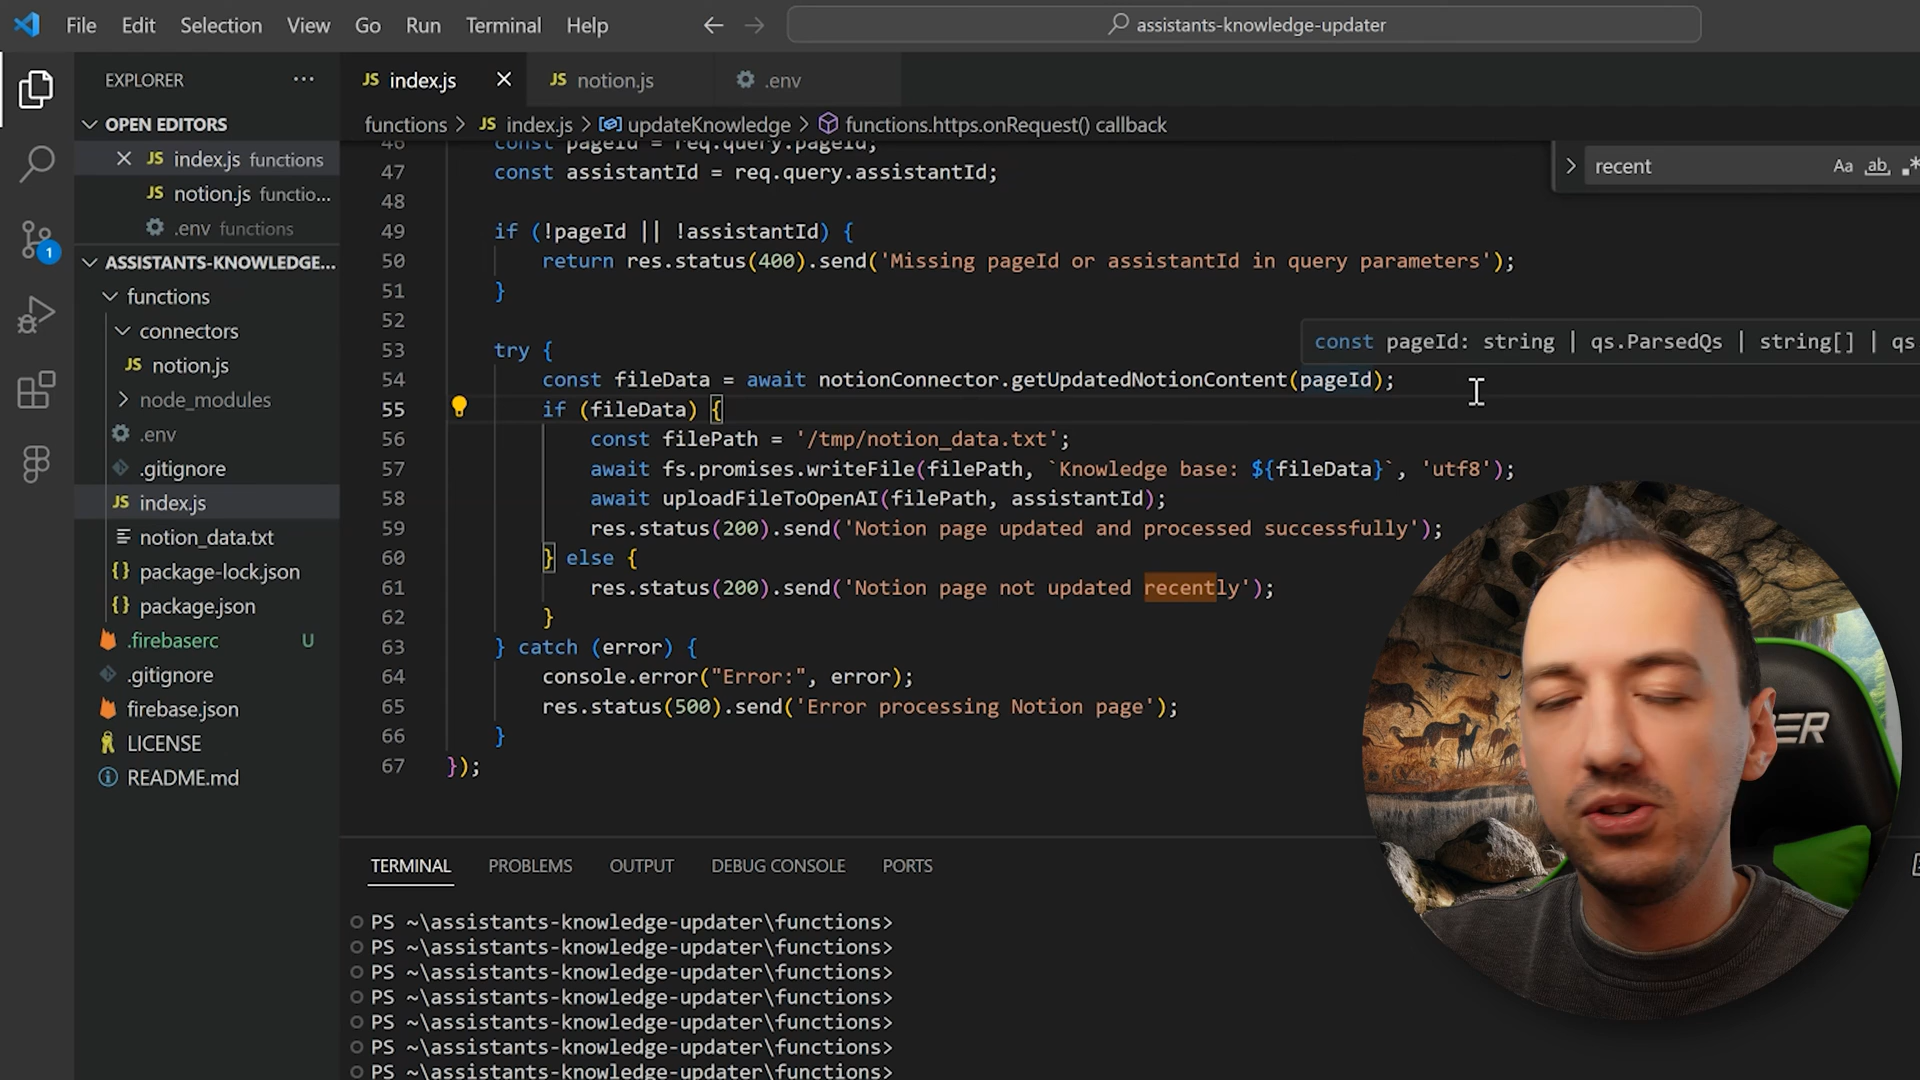 File Edit Selection View Go Run Terminal Help
assistants-knowledge-updater
EXPLORER ···
OPEN EDITORS
JS index.js functions
JS notion.js functio...
.env functions
1
ASSISTANTS-KNOWLEDGE...
functions
connectors
JS notion.js
node_modules
.env
.gitignore
JS index.js
notion_data.txt
{} package-lock.json
{} package.json
.firebaserc U
.gitignore
firebase.json
LICENSE
README.md
JS index.js
JS notion.js
.env
functions > JS index.js > updateKnowledge > functions.https.onRequest() callback
recent Aa ab
46 const pageId = req.query.pageId;
47 const assistantId = req.query.assistantId;
48
49 if (!pageId || !assistantId) {
50 return res.status(400).send('Missing pageId or assistantId in query parameters');
51 }
52
const pageId: string | qs.ParsedQs | string[] | qs
53 try {
54 const fileData = await notionConnector.getUpdatedNotionContent(pageId);
55 if (fileData) {
56 const filePath = '/tmp/notion_data.txt';
57 await fs.promises.writeFile(filePath, `Knowledge base: ${fileData}`, 'utf8');
58 await uploadFileToOpenAI(filePath, assistantId);
59 res.status(200).send('Notion page updated and processed successfully');
60 } else {
61 res.status(200).send('Notion page not updated recently');
62 }
63 } catch (error) {
64 console.error("Error:", error);
65 res.status(500).send('Error processing Notion page');
66 }
67 });
TERMINAL PROBLEMS OUTPUT DEBUG CONSOLE PORTS
PS ~\assistants-knowledge-updater\functions>
PS ~\assistants-knowledge-updater\functions>
PS ~\assistants-knowledge-updater\functions>
PS ~\assistants-knowledge-updater\functions>
PS ~\assistants-knowledge-updater\functions>
PS ~\assistants-knowledge-updater\functions>
PS ~\assistants-knowledge-updater\functions>